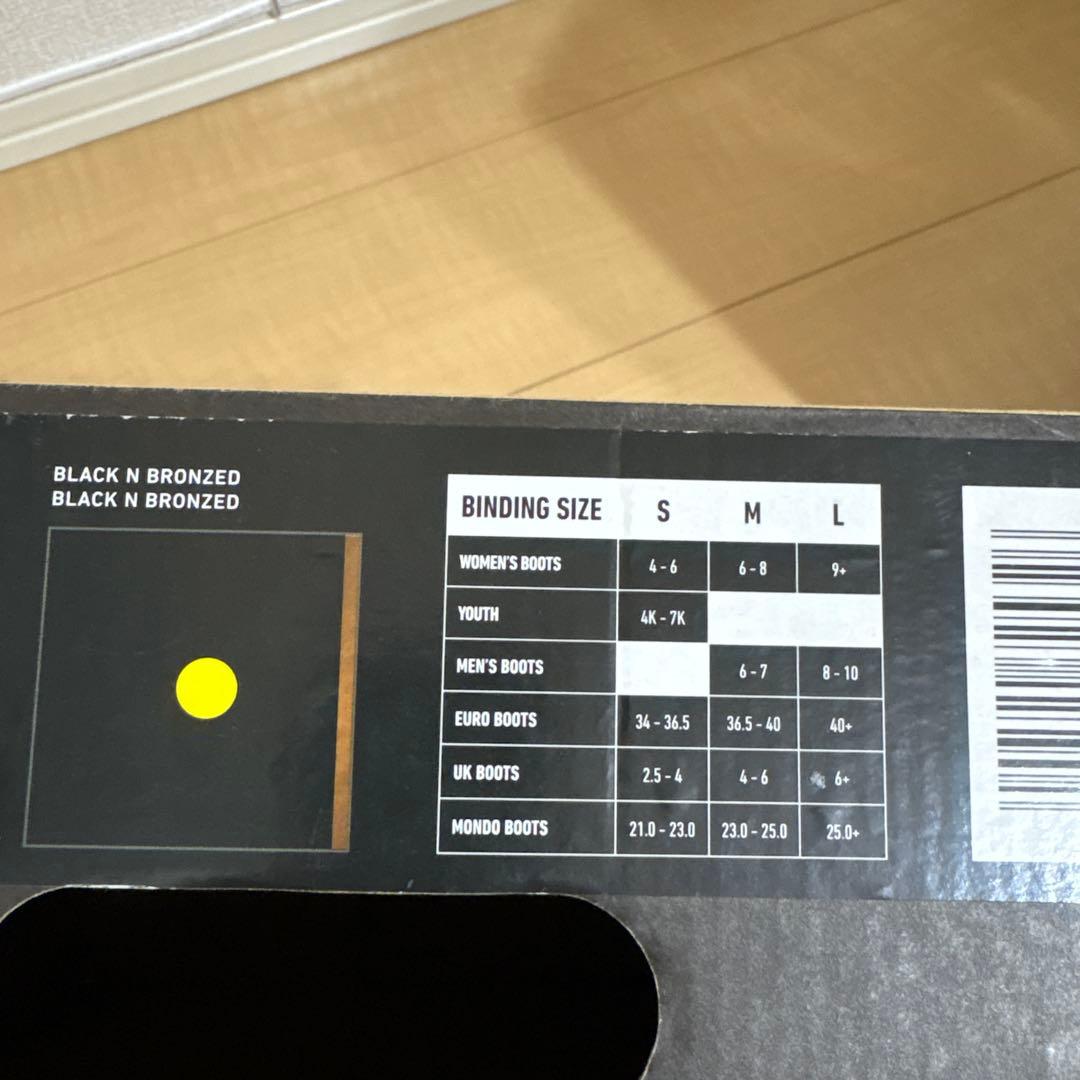 BLACK N BRONZED
BLACK N BRONZED
BINDING SIZE S M L
WOMEN'S BOOTS 4 - 6 6 - 8 9+
YOUTH 4K - 7K
MEN'S BOOTS 6 - 7 8 - 10
EURO BOOTS 34 - 36.5 36.5 - 40 40+
UK BOOTS 2.5 - 4 4 - 6 6+
MONDO BOOTS 21.0 - 23.0 23.0 - 25.0 25.0+